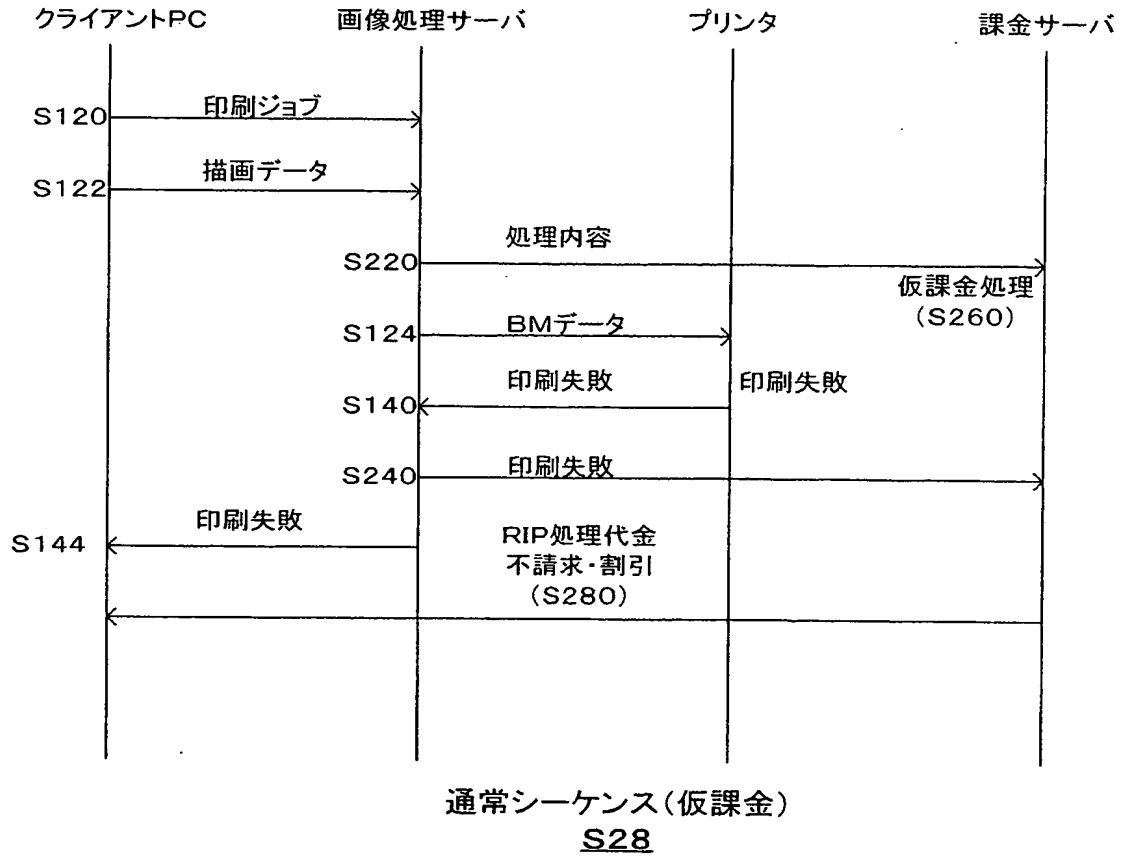 クライアントPC 画像処理サーバ プリンタ 課金サーバ
S120 印刷ジョブ
S122 描画データ
S220 処理内容
仮課金処理
(S260)
S124 BMデータ
S140 印刷失敗 印刷失敗
S240 印刷失敗
S144 印刷失敗
RIP処理代金
不請求・割引
(S280)
通常シーケンス(仮課金)
S28